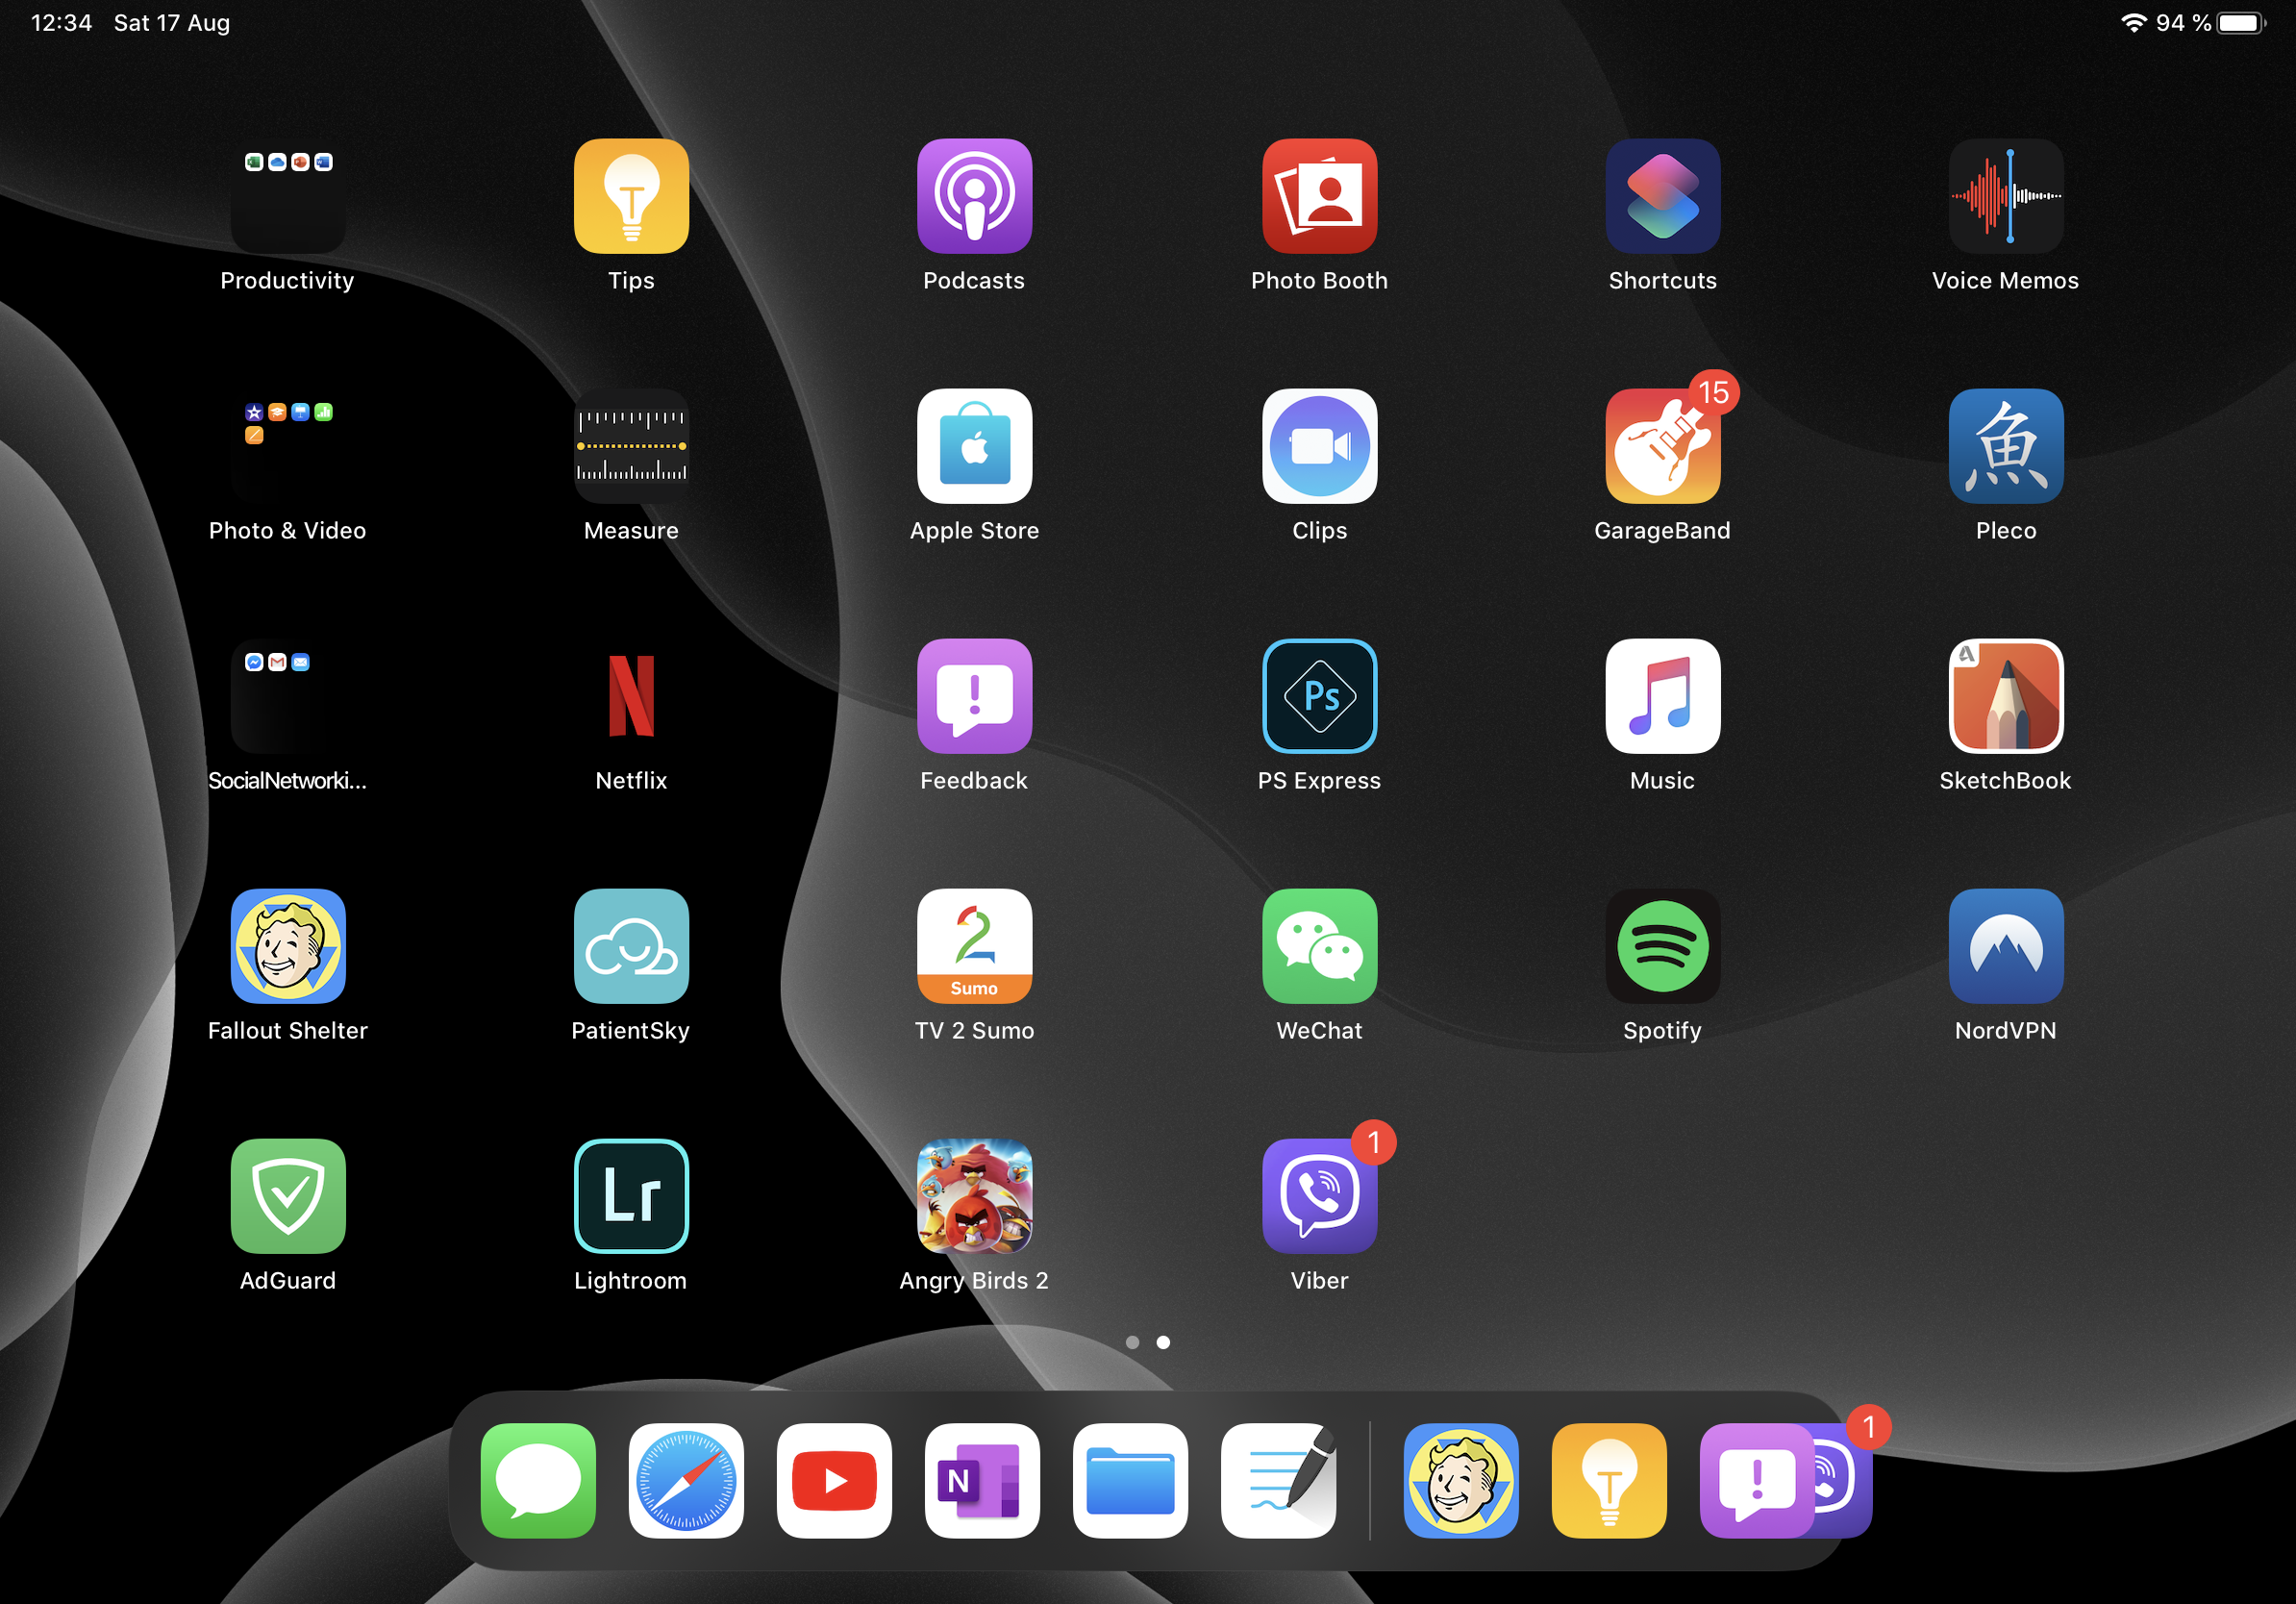 12:34 Sat 17 Aug
94 %
Productivity
Tips
Podcasts
Photo Booth
Shortcuts
Voice Memos
15
魚
Photo & Video
Measure
Apple Store
Clips
GarageBand
Pleco
Ps
SocialNetworki...
Netflix
Feedback
PS Express
Music
SketchBook
2
Sumo
Fallout Shelter
PatientSky
TV 2 Sumo
WeChat
Spotify
NordVPN
Lr
1
AdGuard
Lightroom
Angry Birds 2
Viber
N
1